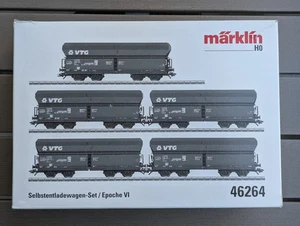 märklin
H0
VTG
VTG
VTG
VTG
VTG
Selbstentladewagen-Set / Epoche VI
46264